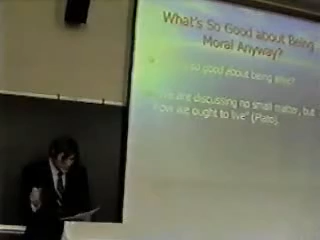 What's So Good about Being
Moral Anyway?
so good about being alive?
are discussing no small matter, but
how we ought to live" (Plato).